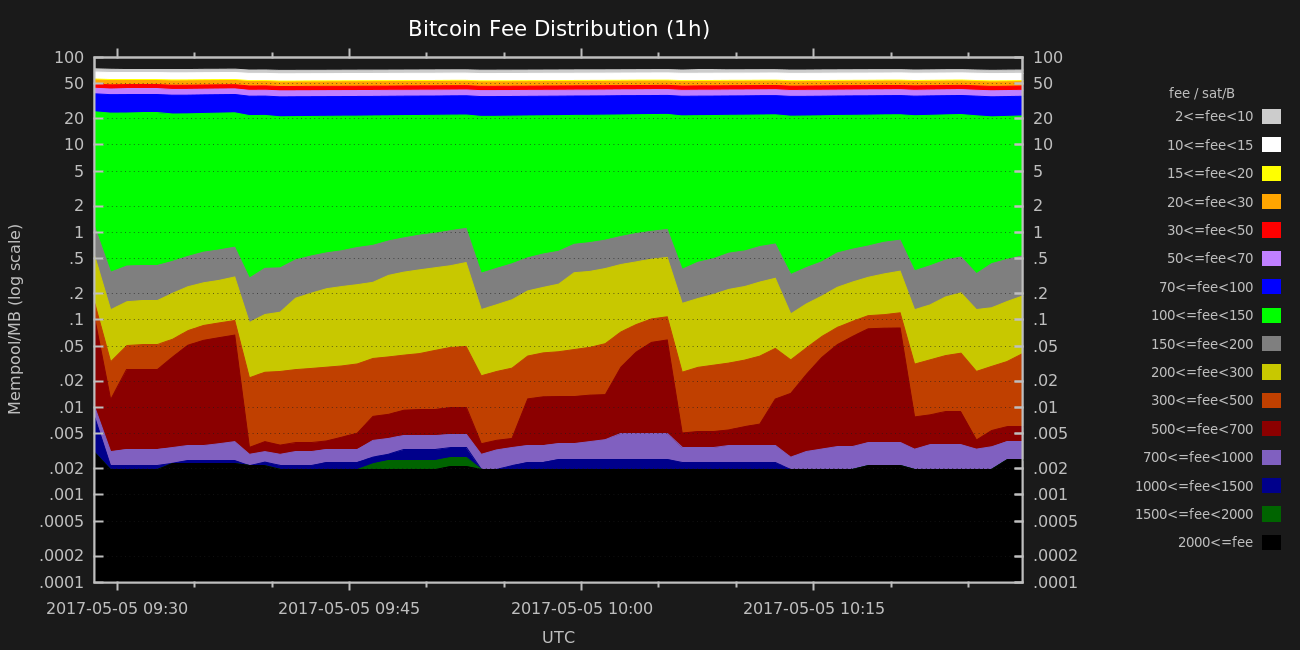 Bitcoin Fee Distribution (1h)
Mempool/MB (log scale)
100
50
20
10
5
2
1
.5
.2
.1
.05
.02
.01
.005
.002
.001
.0005
.0002
.0001
100
50
20
10
5
2
1
.5
.2
.1
.05
.02
.01
.005
.002
.001
.0005
.0002
.0001
2017-05-05 09:30
2017-05-05 09:45
2017-05-05 10:00
2017-05-05 10:15
UTC
fee / sat/B
2<=fee<10
10<=fee<15
15<=fee<20
20<=fee<30
30<=fee<50
50<=fee<70
70<=fee<100
100<=fee<150
150<=fee<200
200<=fee<300
300<=fee<500
500<=fee<700
700<=fee<1000
1000<=fee<1500
1500<=fee<2000
2000<=fee